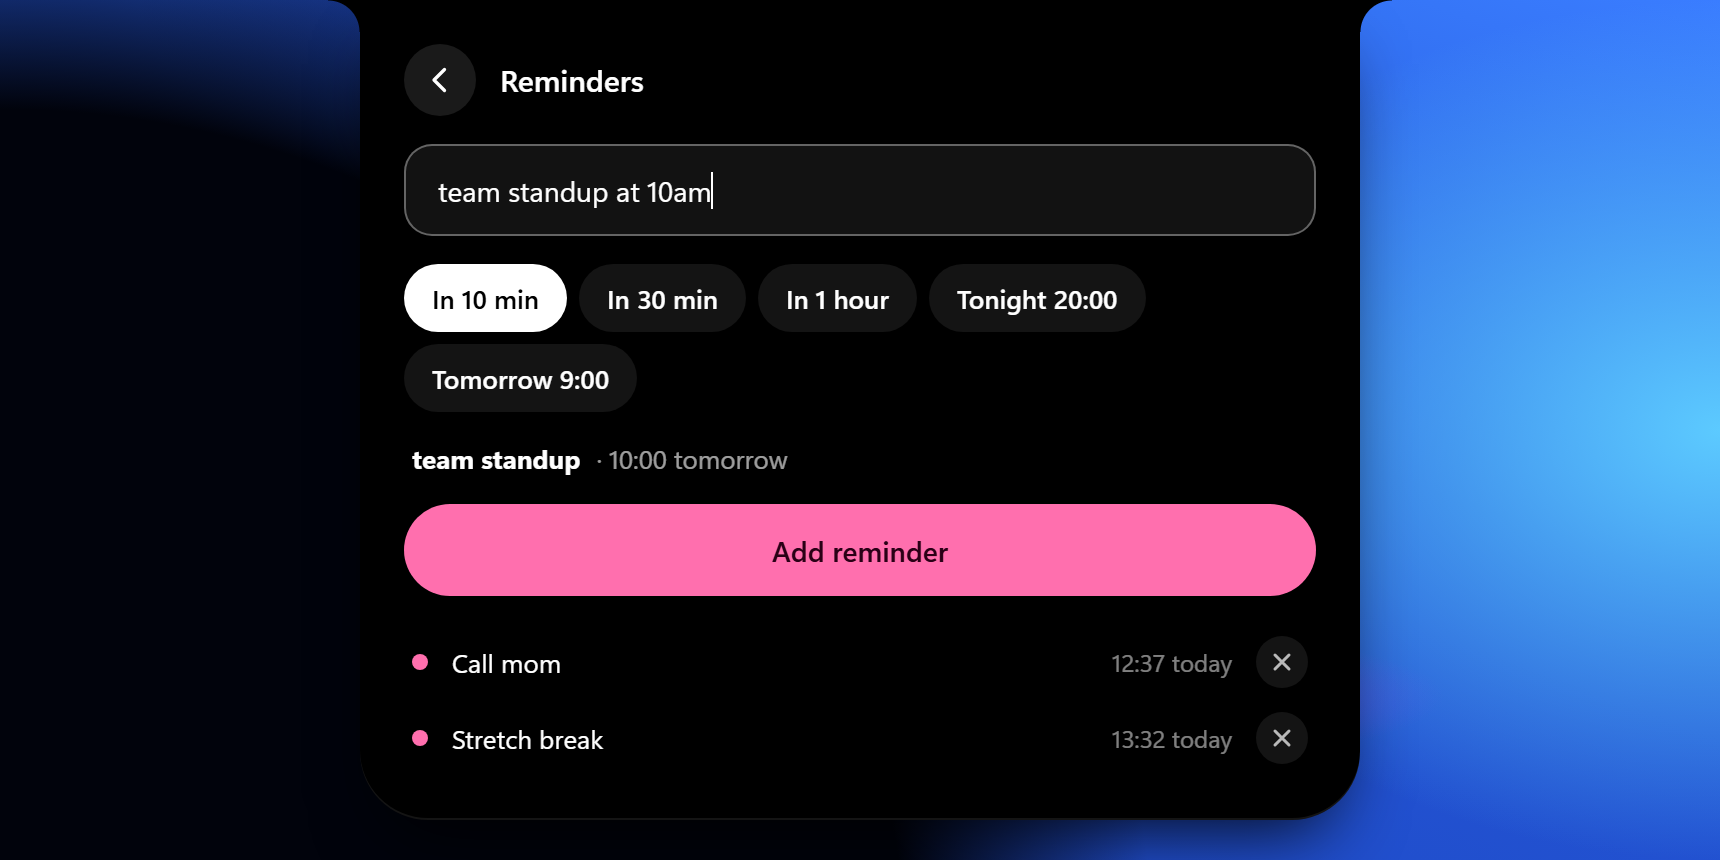 Reminders
team standup at 10am
In 10 min In 30 min In 1 hour Tonight 20:00
Tomorrow 9:00
team standup · 10:00 tomorrow
Add reminder
Call mom 12:37 today
Stretch break 13:32 today